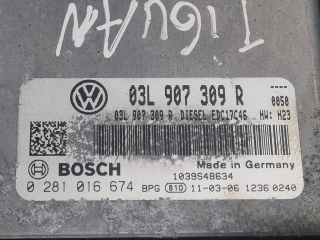 TIGUAN
03L 907 309 R
0050
03L 907 309 R DIESEL EDC17C46 HW: H23
Made in Germany
BOSCH
1039S48634
0 281 016 674 BPG 810 11-03-06 1236 0240